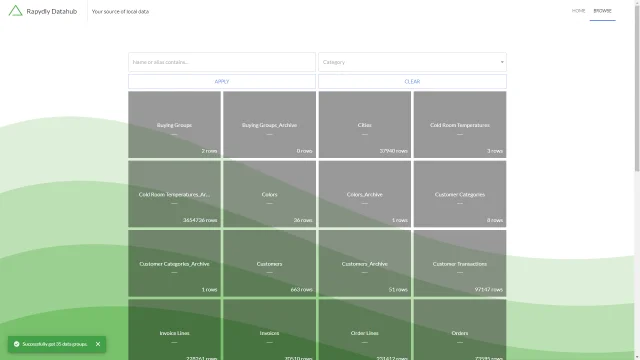 Rapydly Datahub
Your source of local data
HOME
BROWSE
Name or alias contains...
Category
APPLY
CLEAR
Buying Groups
2 rows
Buying Groups_Archive
0 rows
Cities
37940 rows
Cold Room Temperatures
3 rows
Cold Room Temperatures_Ar...
3654736 rows
Colors
36 rows
Colors_Archive
1 rows
Customer Categories
8 rows
Customer Categories_Archive
1 rows
Customers
663 rows
Customers_Archive
51 rows
Customer Transactions
97147 rows
Invoice Lines
228261 rows
Invoices
70510 rows
Order Lines
231412 rows
Orders
73595 rows
Successfully got 35 data groups.